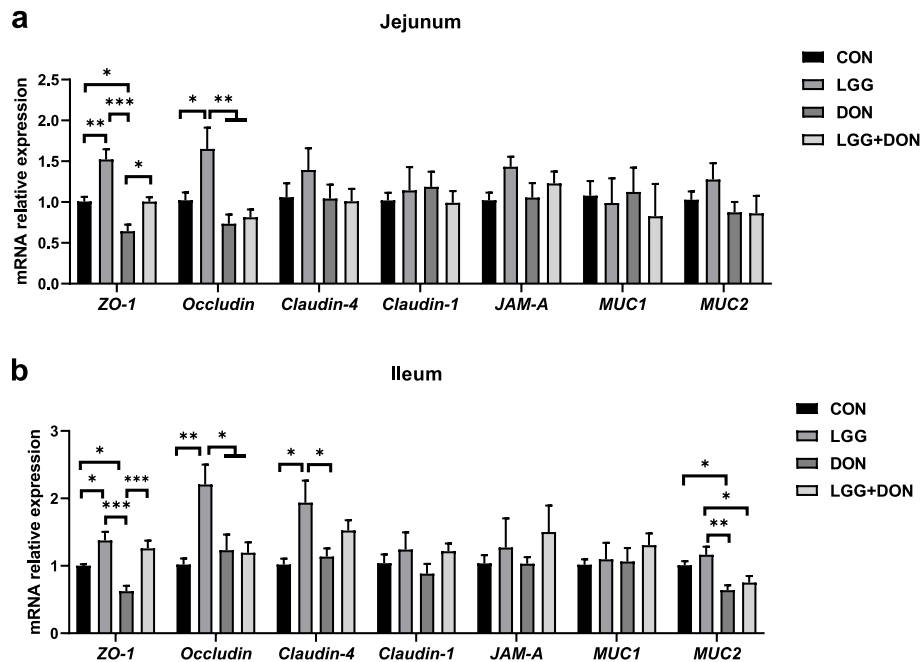 a
Jejunum
CON
LGG
DON
LGG+DON
mRNA relative expression
2.5
2.0
1.5
1.0
0.5
0.0
*
***
**
*
*
**
ZO-1 Occludin Claudin-4 Claudin-1 JAM-A MUC1 MUC2
b
Ileum
CON
LGG
DON
LGG+DON
mRNA relative expression
3
2
1
0
*
*
***
***
**
*
*
*
*
*
**
ZO-1 Occludin Claudin-4 Claudin-1 JAM-A MUC1 MUC2